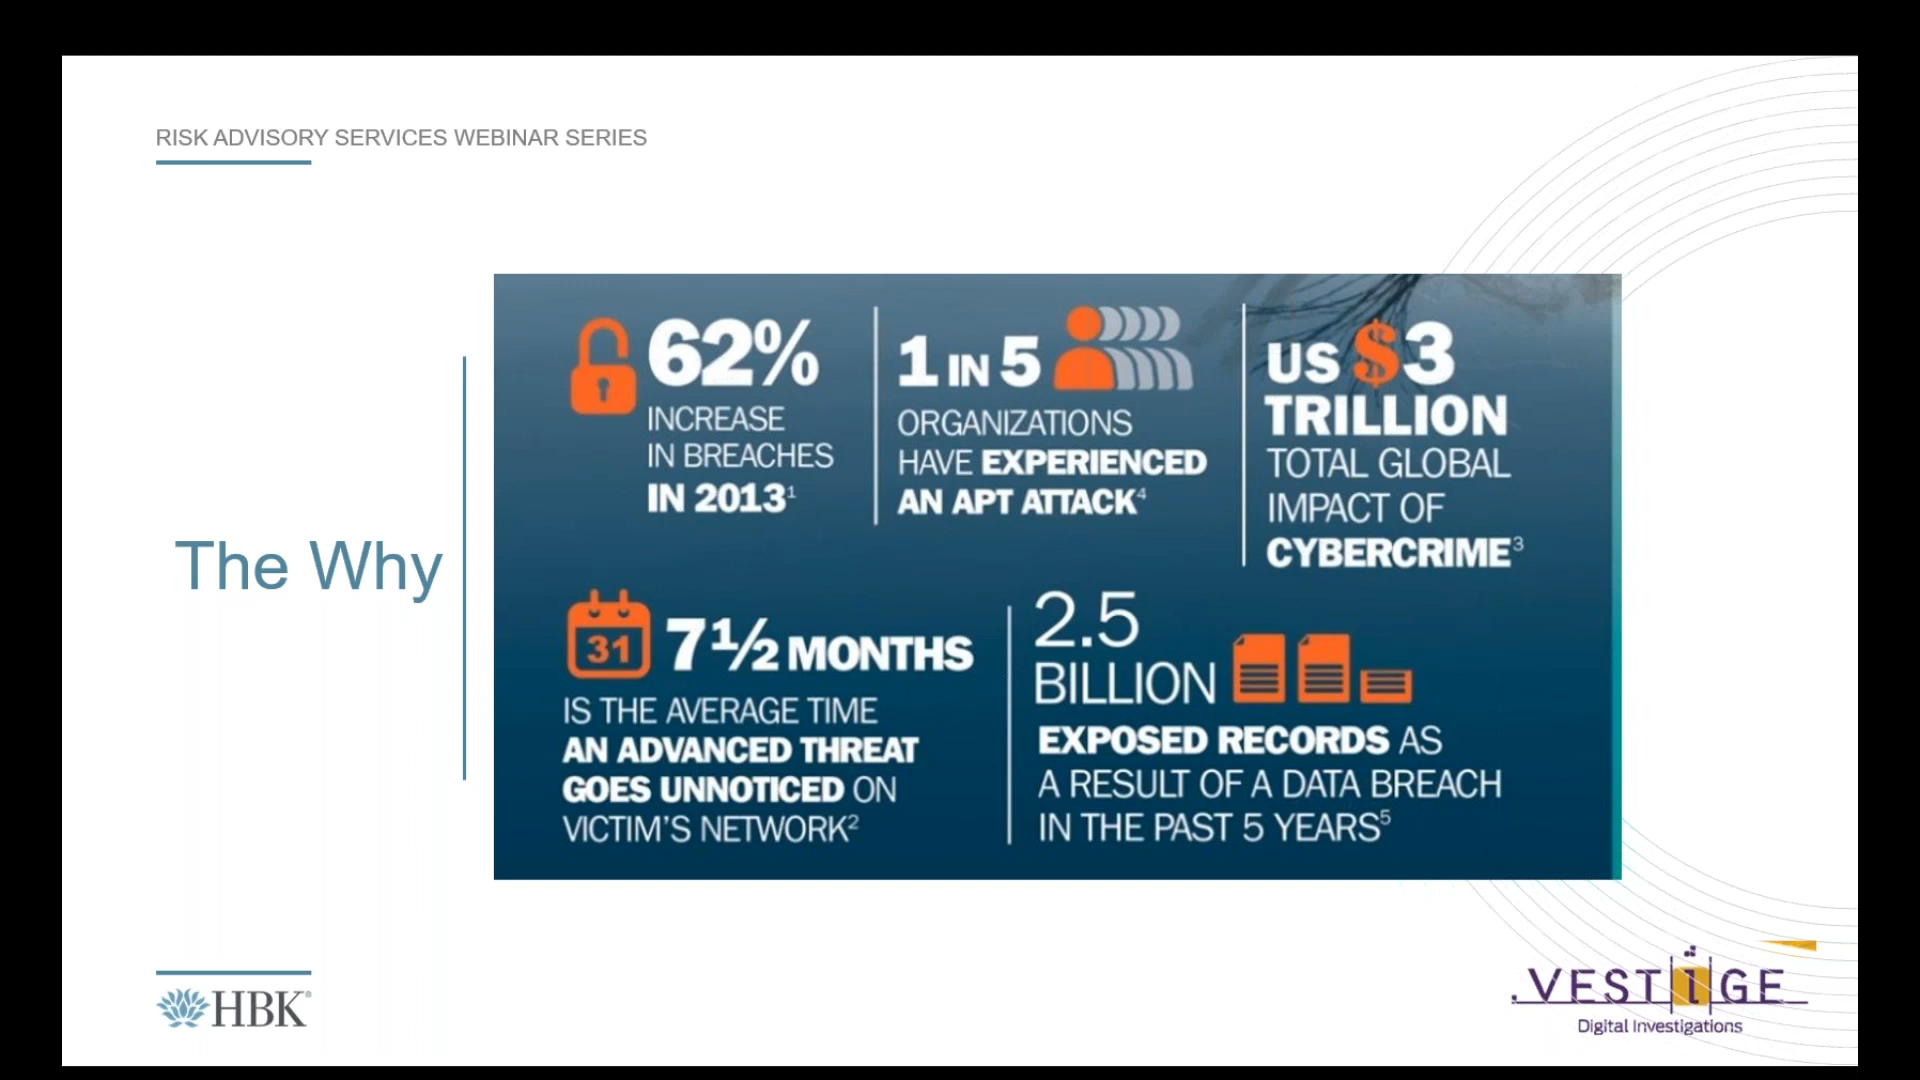 RISK ADVISORY SERVICES WEBINAR SERIES
The Why
62%
INCREASE
IN BREACHES
IN 2013¹
1 IN 5
ORGANIZATIONS
HAVE EXPERIENCED
AN APT ATTACK⁴
US $3
TRILLION
TOTAL GLOBAL
IMPACT OF
CYBERCRIME³
31
7½ MONTHS
IS THE AVERAGE TIME
AN ADVANCED THREAT
GOES UNNOTICED ON
VICTIM'S NETWORK²
2.5
BILLION
EXPOSED RECORDS AS
A RESULT OF A DATA BREACH
IN THE PAST 5 YEARS⁵
HBK®
VESTiGE
Digital Investigations